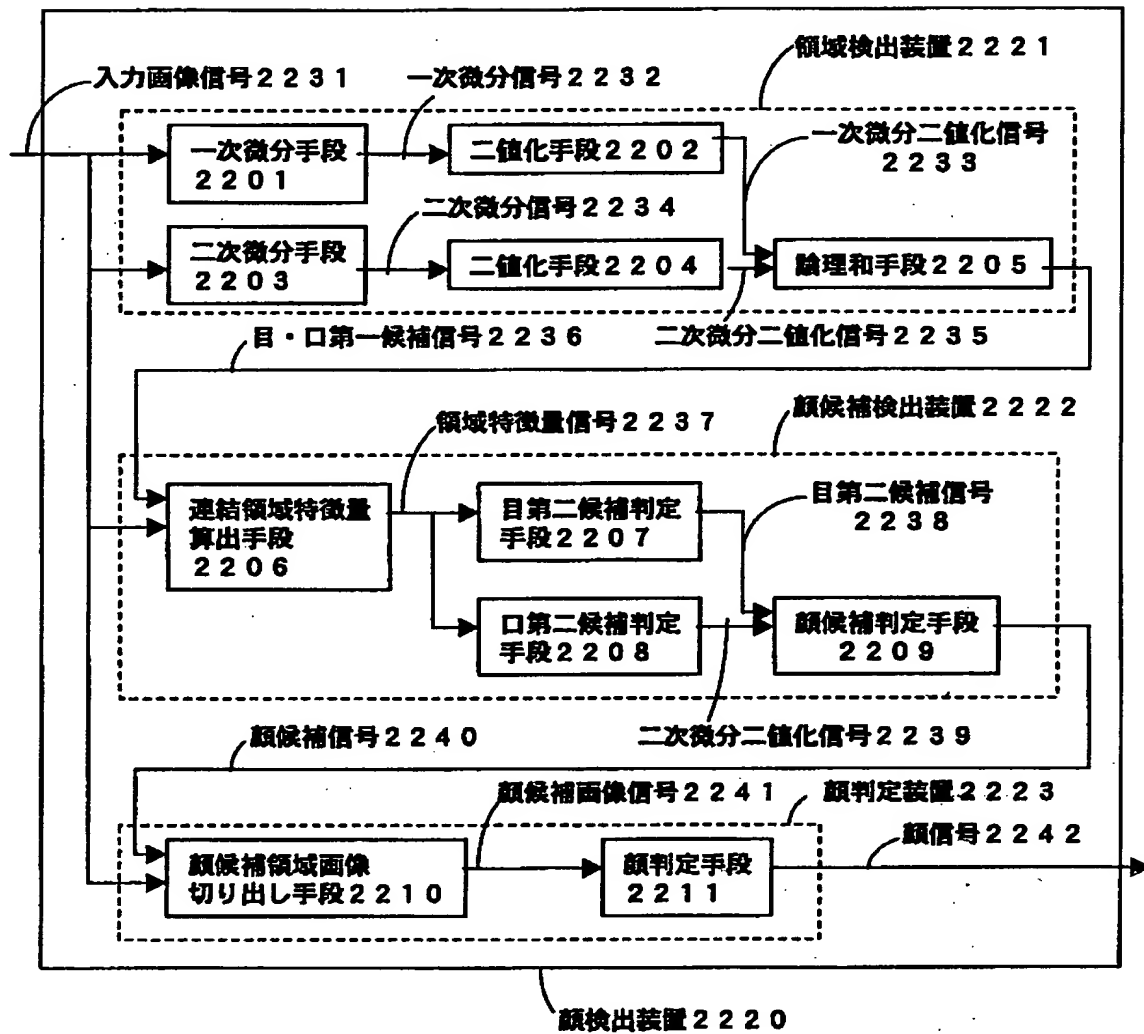 領域検出装置２２２１
入力画像信号２２３１
一次微分信号２２３２
一次微分手段
２２０１
二値化手段２２０２
一次微分二値化信号
２２３３
二次微分信号２２３４
二次微分手段
２２０３
二値化手段２２０４
論理和手段２２０５
目・口第一候補信号２２３６
二次微分二値化信号２２３５
顔候補検出装置２２２２
領域特徴量信号２２３７
連結領域特徴量
算出手段
２２０６
目第二候補判定
手段２２０７
目第二候補信号
２２３８
口第二候補判定
手段２２０８
顔候補判定手段
２２０９
顔候補信号２２４０
二次微分二値化信号２２３９
顔候補画像信号２２４１
顔判定装置２２２３
顔信号２２４２
顔候補領域画像
切り出し手段２２１０
顔判定手段
２２１１
顔検出装置２２２０